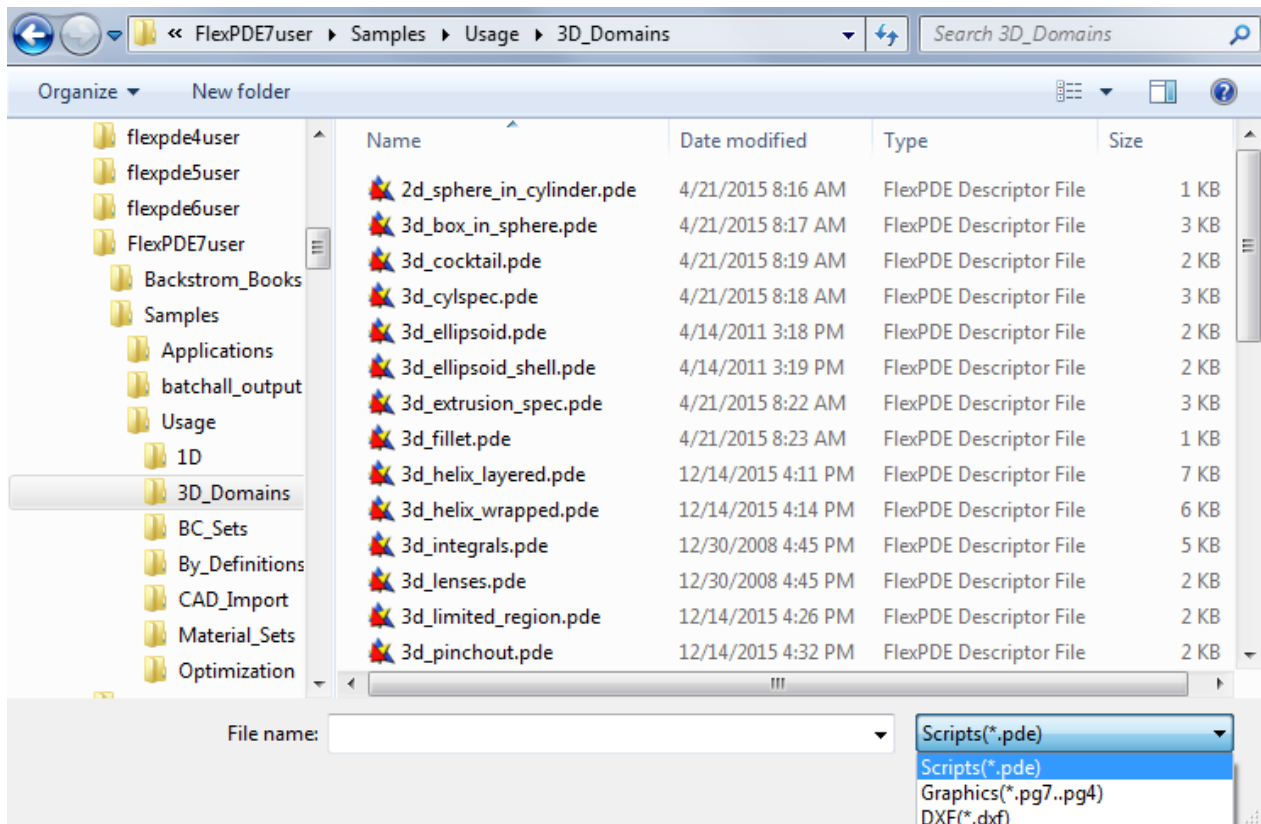 « FlexPDE7user ▸ Samples ▸ Usage ▸ 3D_Domains
Search 3D_Domains
Organize ▾ New folder
flexpde4user
flexpde5user
flexpde6user
FlexPDE7user
Backstrom_Books
Samples
Applications
batchall_output
Usage
1D
3D_Domains
BC_Sets
By_Definitions
CAD_Import
Material_Sets
Optimization
Name Date modified Type Size
2d_sphere_in_cylinder.pde 4/21/2015 8:16 AM FlexPDE Descriptor File 1 KB
3d_box_in_sphere.pde 4/21/2015 8:17 AM FlexPDE Descriptor File 3 KB
3d_cocktail.pde 4/21/2015 8:19 AM FlexPDE Descriptor File 2 KB
3d_cylspec.pde 4/21/2015 8:18 AM FlexPDE Descriptor File 3 KB
3d_ellipsoid.pde 4/14/2011 3:18 PM FlexPDE Descriptor File 2 KB
3d_ellipsoid_shell.pde 4/14/2011 3:19 PM FlexPDE Descriptor File 2 KB
3d_extrusion_spec.pde 4/21/2015 8:22 AM FlexPDE Descriptor File 3 KB
3d_fillet.pde 4/21/2015 8:23 AM FlexPDE Descriptor File 1 KB
3d_helix_layered.pde 12/14/2015 4:11 PM FlexPDE Descriptor File 7 KB
3d_helix_wrapped.pde 12/14/2015 4:14 PM FlexPDE Descriptor File 6 KB
3d_integrals.pde 12/30/2008 4:45 PM FlexPDE Descriptor File 5 KB
3d_lenses.pde 12/30/2008 4:45 PM FlexPDE Descriptor File 2 KB
3d_limited_region.pde 12/14/2015 4:26 PM FlexPDE Descriptor File 2 KB
3d_pinchout.pde 12/14/2015 4:32 PM FlexPDE Descriptor File 2 KB
File name:
Scripts(*.pde)
Scripts(*.pde)
Graphics(*.pg7..pg4)
DXF(*.dxf)